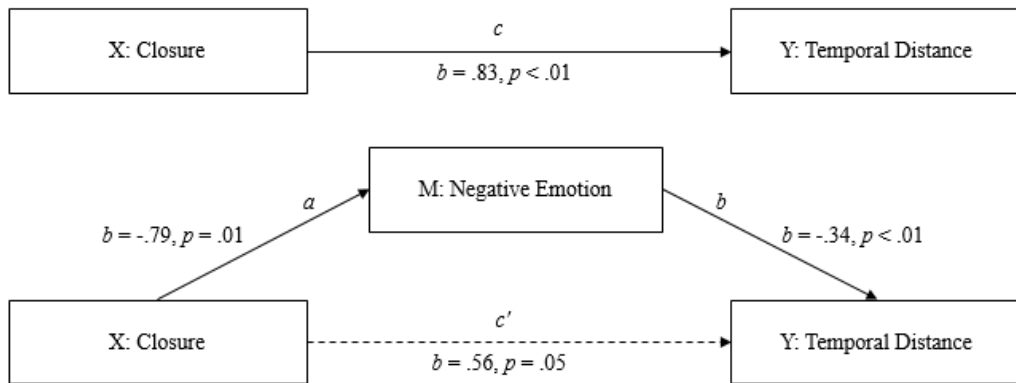 c
X: Closure
Y: Temporal Distance
b = .83, p < .01
M: Negative Emotion
a
b
b = -.79, p = .01
b = -.34, p < .01
c'
X: Closure
Y: Temporal Distance
b = .56, p = .05